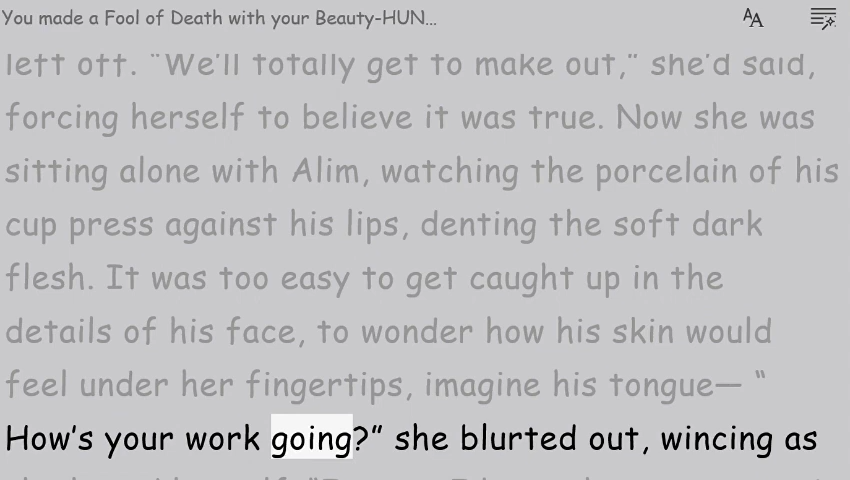 You made a Fool of Death with your Beauty-HUN...
AA
left off. “We’ll totally get to make out,” she’d said,
forcing herself to believe it was true. Now she was
sitting alone with Alim, watching the porcelain of his
cup press against his lips, denting the soft dark
flesh. It was too easy to get caught up in the
details of his face, to wonder how his skin would
feel under her fingertips, imagine his tongue— “
How’s your work going?” she blurted out, wincing as